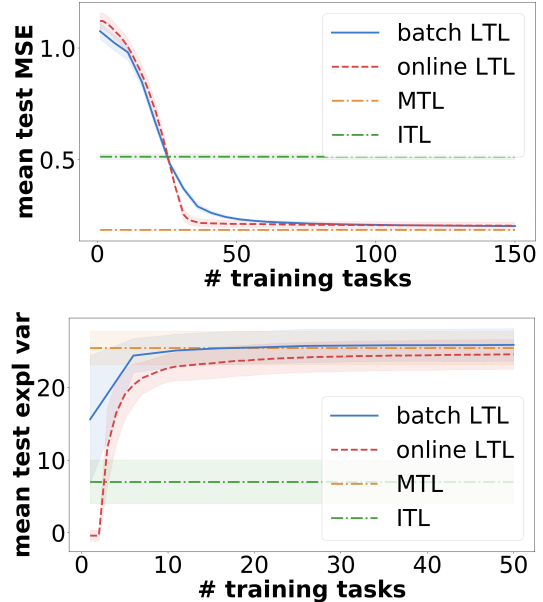 mean test MSE
1.0
0.5
batch LTL
online LTL
MTL
ITL
0 50 100 150
# training tasks
mean test expl var
20
10
0
batch LTL
online LTL
MTL
ITL
0 10 20 30 40 50
# training tasks